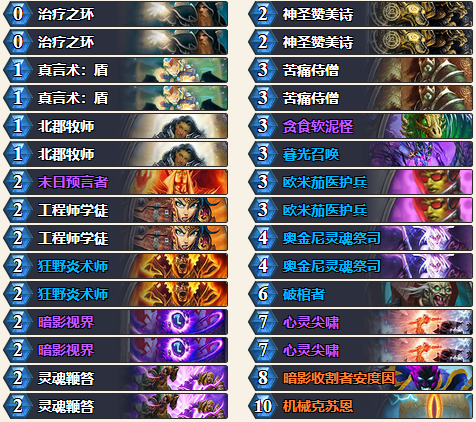 0 治疗之环
0 治疗之环
1 真言术：盾
1 真言术：盾
1 北郡牧师
1 北郡牧师
2 末日预言者
2 工程师学徒
2 工程师学徒
2 狂野炎术师
2 狂野炎术师
2 暗影视界
2 暗影视界
2 灵魂鞭笞
2 灵魂鞭笞
2 神圣赞美诗
2 神圣赞美诗
3 苦痛侍僧
3 苦痛侍僧
3 贪食软泥怪
3 暮光召唤
3 欧米茄医护兵
3 欧米茄医护兵
4 奥金尼灵魂祭司
4 奥金尼灵魂祭司
6 破棺者
7 心灵尖啸
7 心灵尖啸
8 暗影收割者安度因
10 机械克苏恩